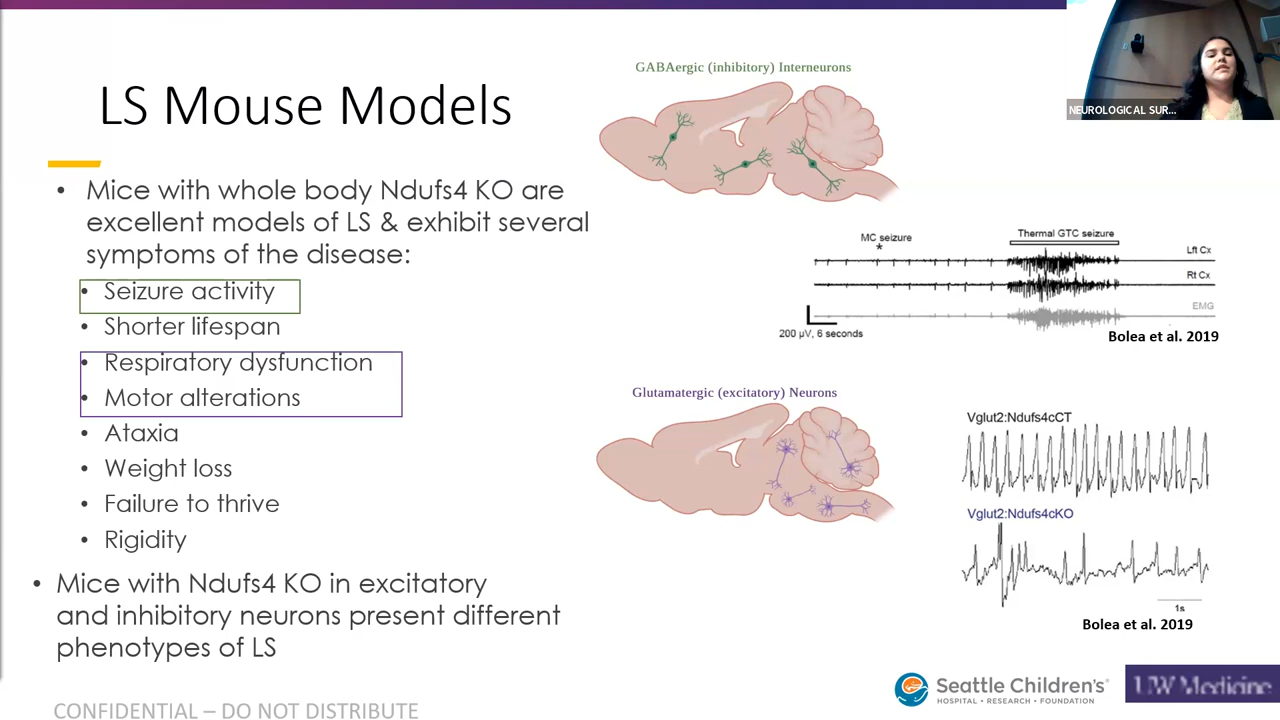 LS Mouse Models
• Mice with whole body Ndufs4 KO are
excellent models of LS & exhibit several
symptoms of the disease:
• Seizure activity
• Shorter lifespan
• Respiratory dysfunction
• Motor alterations
• Ataxia
• Weight loss
• Failure to thrive
• Rigidity
• Mice with Ndufs4 KO in excitatory
and inhibitory neurons present different
phenotypes of LS
GABAergic (inhibitory) Interneurons
MC seizure
*
Thermal GTC seizure
Lft Cx
Rt Cx
EMG
200 µV, 6 seconds
Bolea et al. 2019
Glutamatergic (excitatory) Neurons
Vglut2:Ndufs4cCT
Vglut2:Ndufs4cKO
1s
Bolea et al. 2019
NEUROLOGICAL SUR...
Seattle Children's®
HOSPITAL • RESEARCH • FOUNDATION
UW Medicine
CONFIDENTIAL – DO NOT DISTRIBUTE